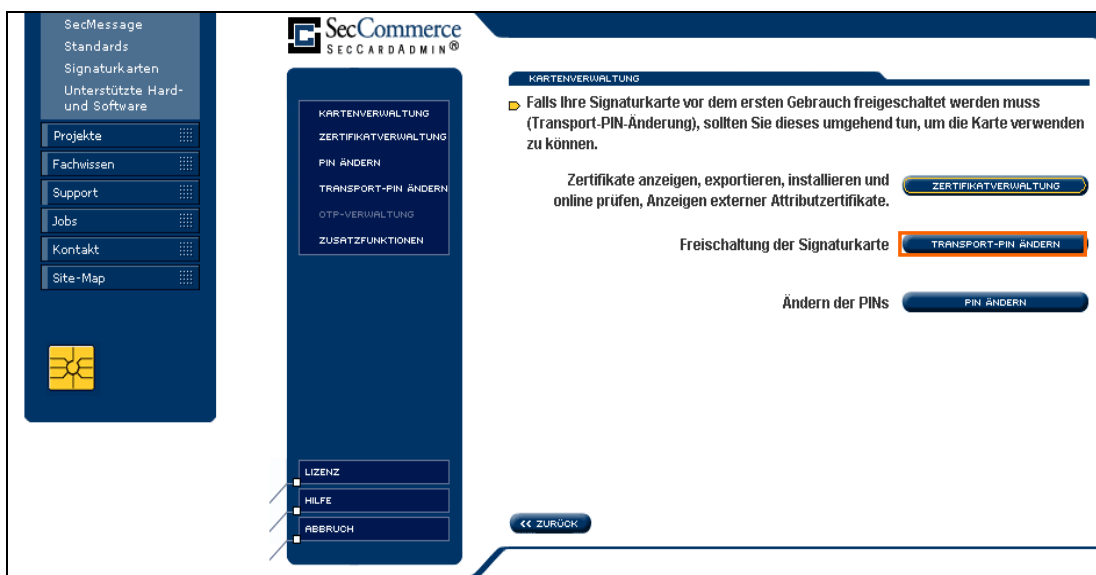 SecMessage
Standards
Signaturkarten
Unterstützte Hard-
und Software
Projekte
Fachwissen
Support
Jobs
Kontakt
Site-Map
SecCommerce
SECCARDADMIN®
KARTENVERWALTUNG
ZERTIFIKATVERWALTUNG
PIN ÄNDERN
TRANSPORT-PIN ÄNDERN
OTP-VERWALTUNG
ZUSATZFUNKTIONEN
LIZENZ
HILFE
ABBRUCH
KARTENVERWALTUNG
Falls Ihre Signaturkarte vor dem ersten Gebrauch freigeschaltet werden muss
(Transport-PIN-Änderung), sollten Sie dieses umgehend tun, um die Karte verwenden
zu können.
Zertifikate anzeigen, exportieren, installieren und
online prüfen, Anzeigen externer Attributzertifikate.
ZERTIFIKATVERWALTUNG
Freischaltung der Signaturkarte
TRANSPORT-PIN ÄNDERN
Ändern der PINs
PIN ÄNDERN
<< ZURÜCK